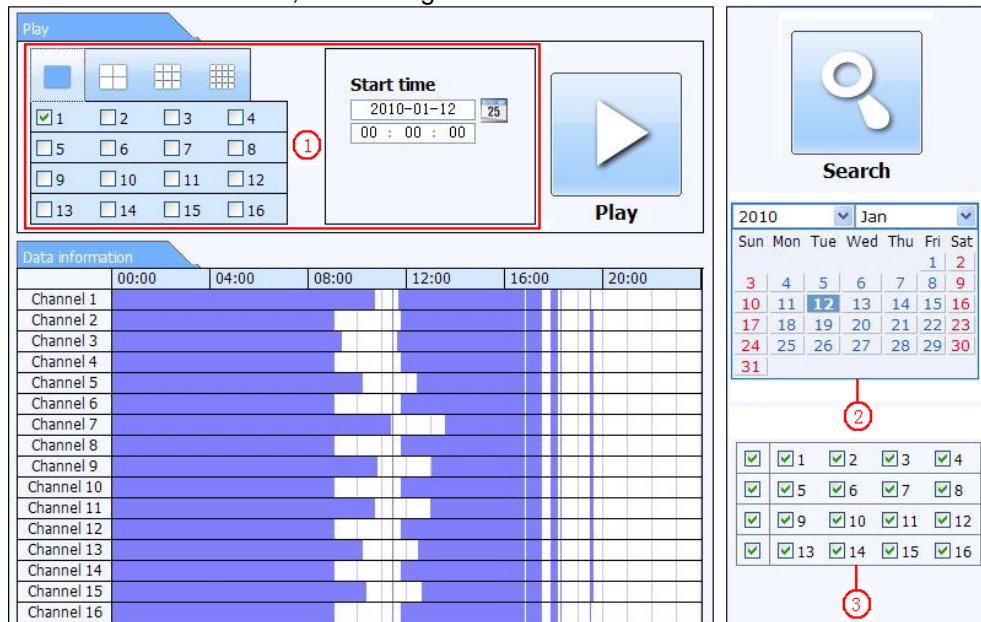 Play
Start time
2010-01-12 25
00 : 00 : 00
1 2 3 4
5 6 7 8
9 10 11 12
13 14 15 16
1
Play
Data information
00:00 04:00 08:00 12:00 16:00 20:00
Channel 1
Channel 2
Channel 3
Channel 4
Channel 5
Channel 6
Channel 7
Channel 8
Channel 9
Channel 10
Channel 11
Channel 12
Channel 13
Channel 14
Channel 15
Channel 16
Search
2010 Jan
Sun Mon Tue Wed Thu Fri Sat
1 2
3 4 5 6 7 8 9
10 11 12 13 14 15 16
17 18 19 20 21 22 23
24 25 26 27 28 29 30
31
2
1 2 3 4
5 6 7 8
9 10 11 12
13 14 15 16
3